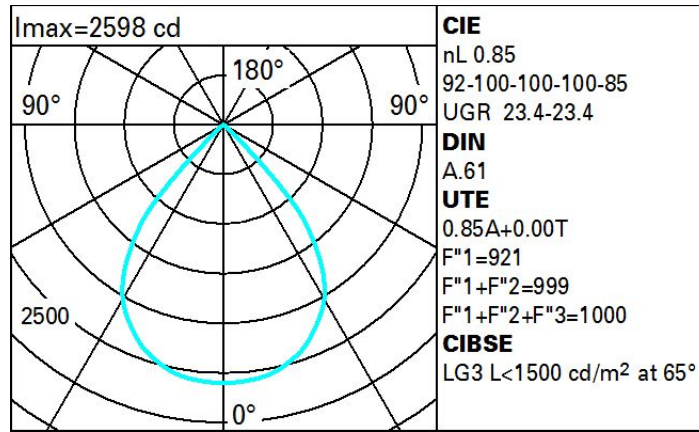 Imax=2598 cd
180°
90°
90°
2500
0°
CIE
nL 0.85
92-100-100-100-85
UGR 23.4-23.4
DIN
A.61
UTE
0.85A+0.00T
F"1=921
F"1+F"2=999
F"1+F"2+F"3=1000
CIBSE
LG3 L<1500 cd/m² at 65°